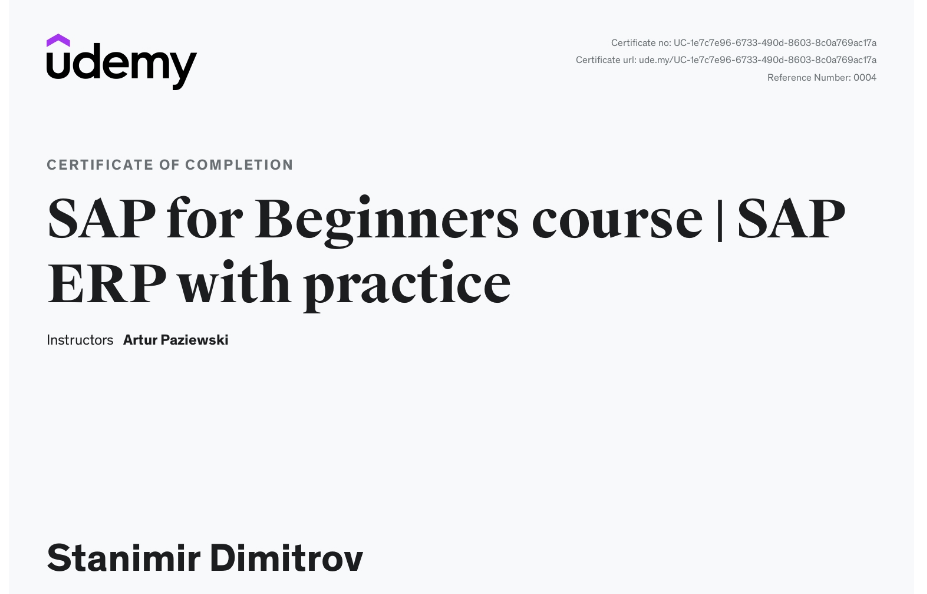 udemy
Certificate no: UC-1e7c7e96-6733-490d-8603-8c0a769ac17a
Certificate url: ude.my/UC-1e7c7e96-6733-490d-8603-8c0a769ac17a
Reference Number: 0004
CERTIFICATE OF COMPLETION
SAP for Beginners course | SAP
ERP with practice
Instructors Artur Paziewski
Stanimir Dimitrov